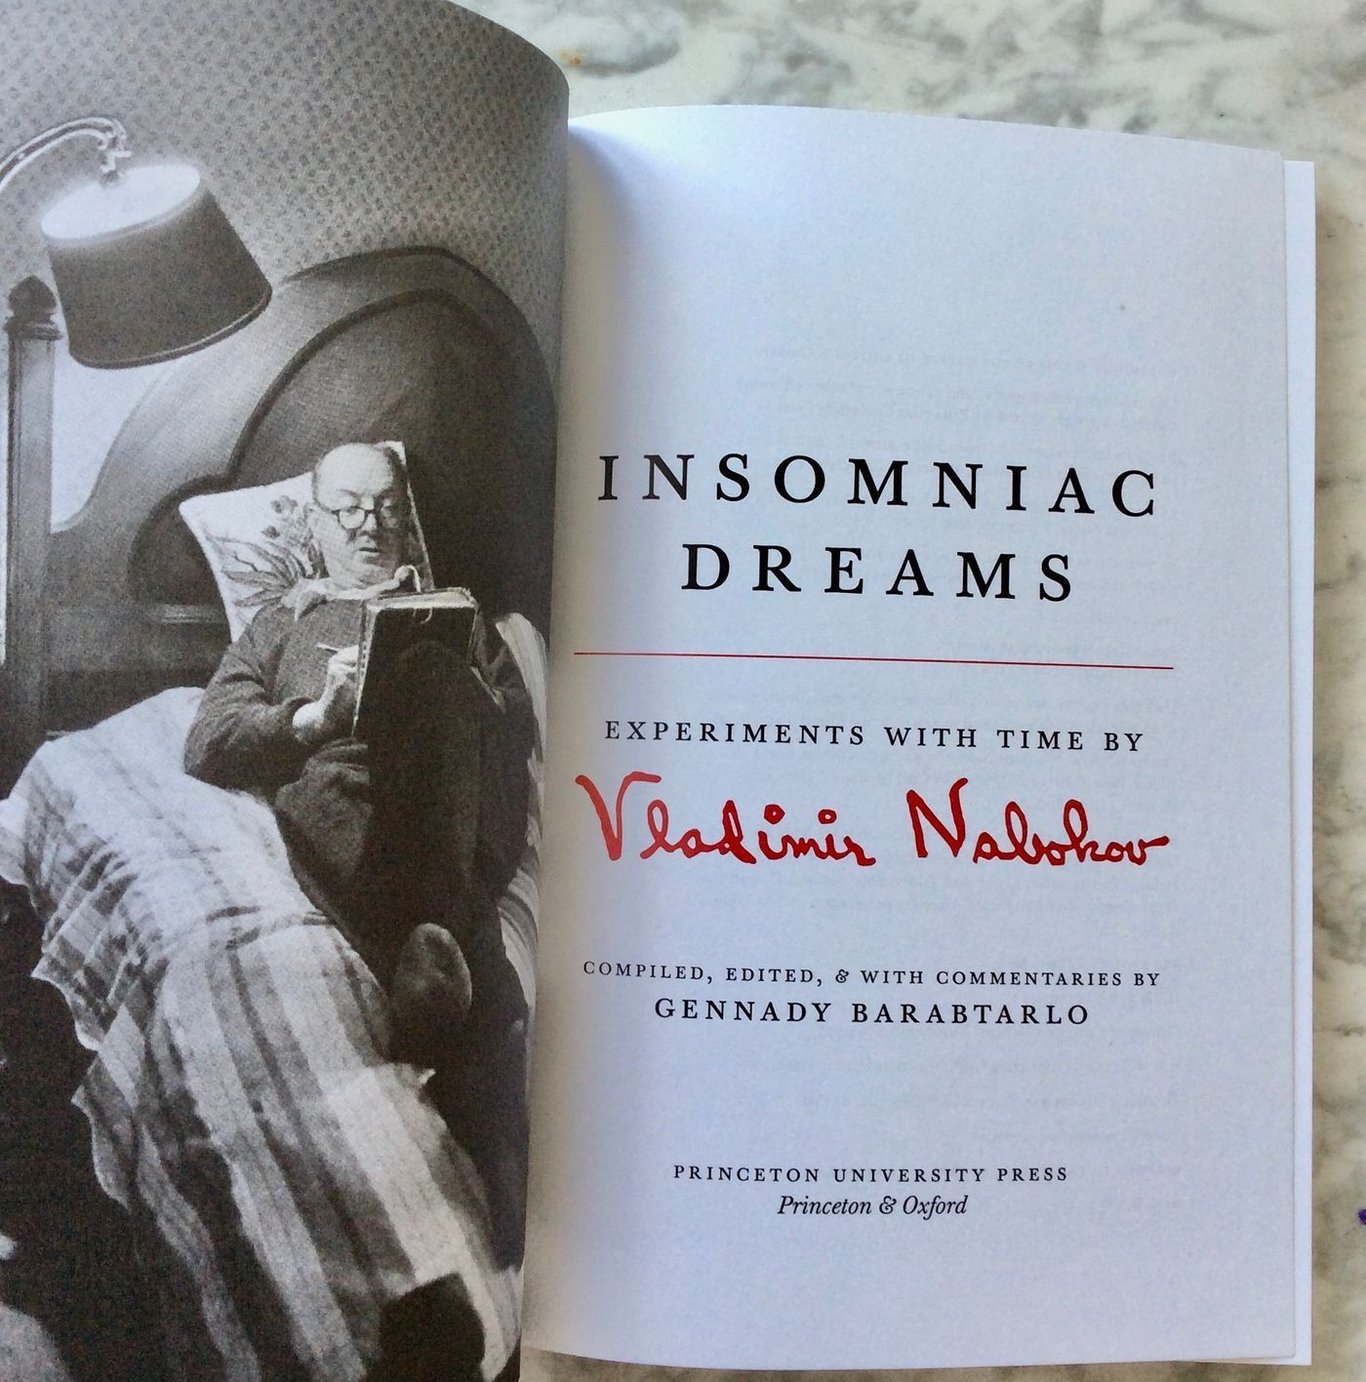 INSOMNIAC
DREAMS
EXPERIMENTS WITH TIME BY
Vladimir Nabokov
COMPILED, EDITED, & WITH COMMENTARIES BY
GENNADY BARABTARLO
PRINCETON UNIVERSITY PRESS
Princeton & Oxford